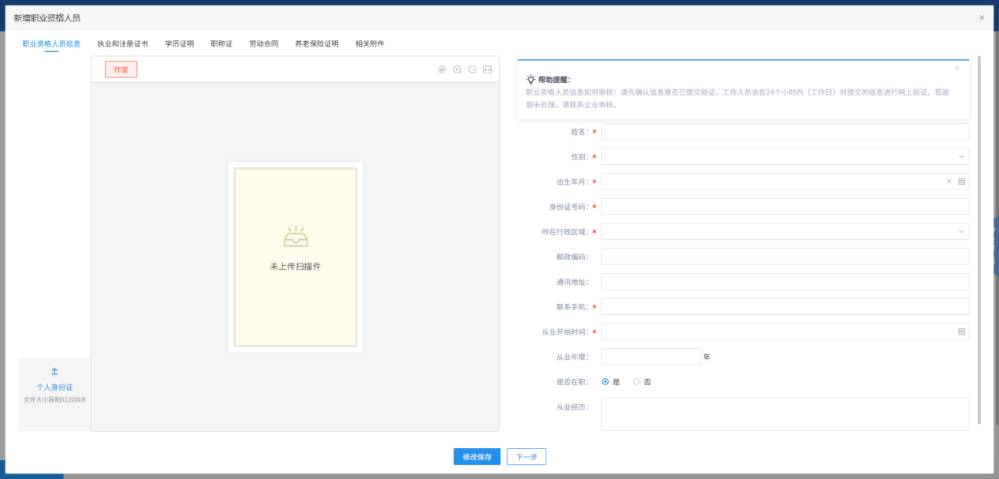 新增职业资格人员
职业资格人员信息 执业和注册证书 学历证明 职称证 劳动合同 养老保险证明 相关附件
作废
未上传扫描件
个人身份证
文件大小限制51200kB
帮助提醒：
职业资格人员信息如何审核：请先确认信息是否已提交验证，工作人员会在24个小时内（工作日）对提交的信息进行网上验证。若逾
期未处理，请联系企业审核。
姓名：*
性别：*
出生年月：*
身份证号码：*
所在行政区域：*
邮政编码：
通讯地址：
联系手机：*
从业开始时间：*
从业年限： 年
是否在职： 是 否
从业经历：
修改保存 下一步